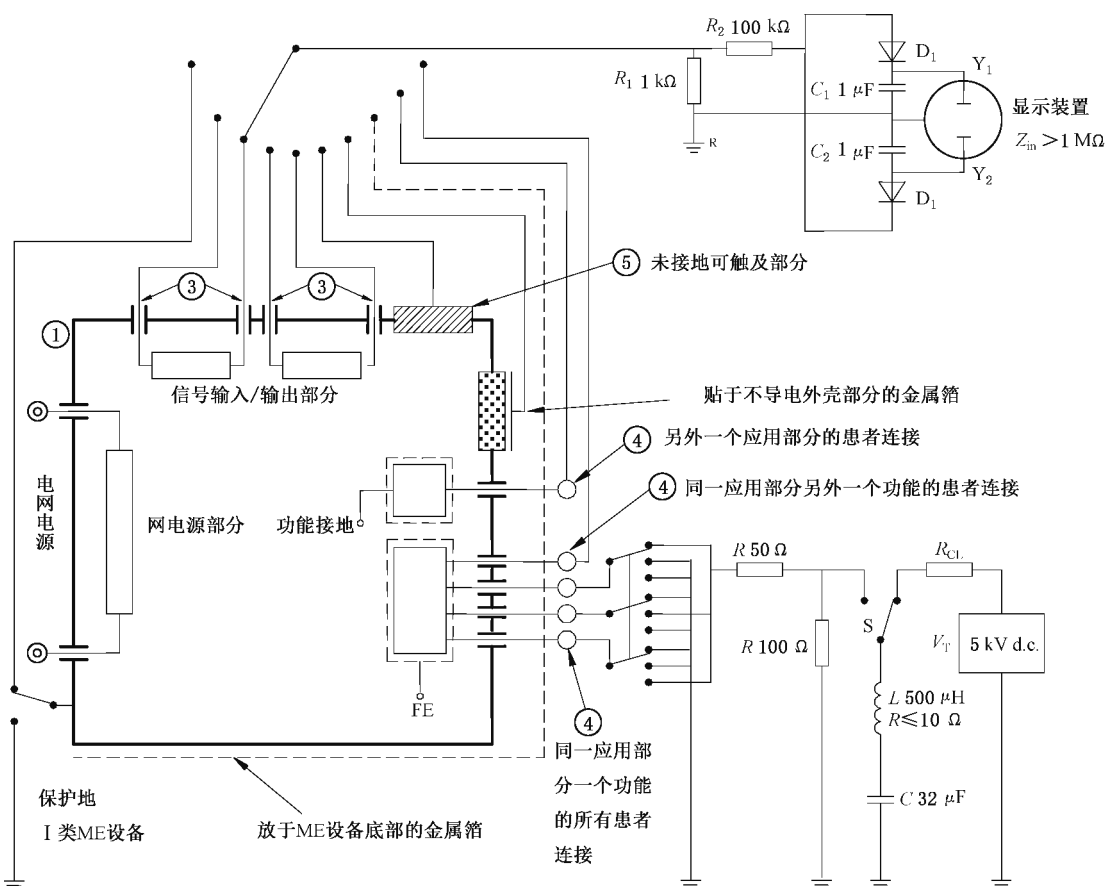 R₂ 100 kΩ
D₁
R₁ 1 kΩ
C₁ 1 μF
Y₁
显示装置
Zᵢₙ＞1 MΩ
R
C₂ 1 μF
Y₂
D₁
⑤ 未接地可触及部分
③
③
①
信号输入/输出部分
贴于不导电外壳部分的金属箔
④ 另外一个应用部分的患者连接
④ 同一应用部分另外一个功能的患者连接
电网电源
网电源部分
功能接地
R 50 Ω
R_CL
S
R 100 Ω
V_T
5 kV d.c.
L 500 μH
R≤10 Ω
FE
④
同一应用部
分一个功能
的所有患者
连接
C 32 μF
保护地
Ⅰ类ME设备
放于ME设备底部的金属箔